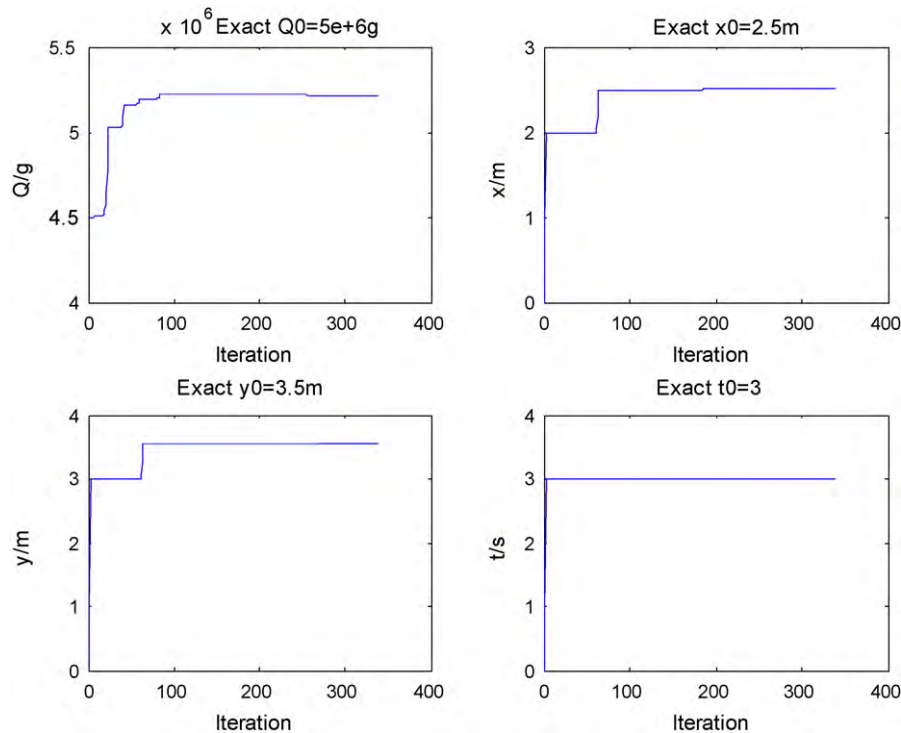 x 10^6 Exact Q0=5e+6g
5.5
5
4.5
4
Q/g
0 100 200 300 400
Iteration
Exact x0=2.5m
3
2
1
0
x/m
0 100 200 300 400
Iteration
Exact y0=3.5m
4
3
2
1
0
y/m
0 100 200 300 400
Iteration
Exact t0=3
4
3
2
1
0
t/s
0 100 200 300 400
Iteration